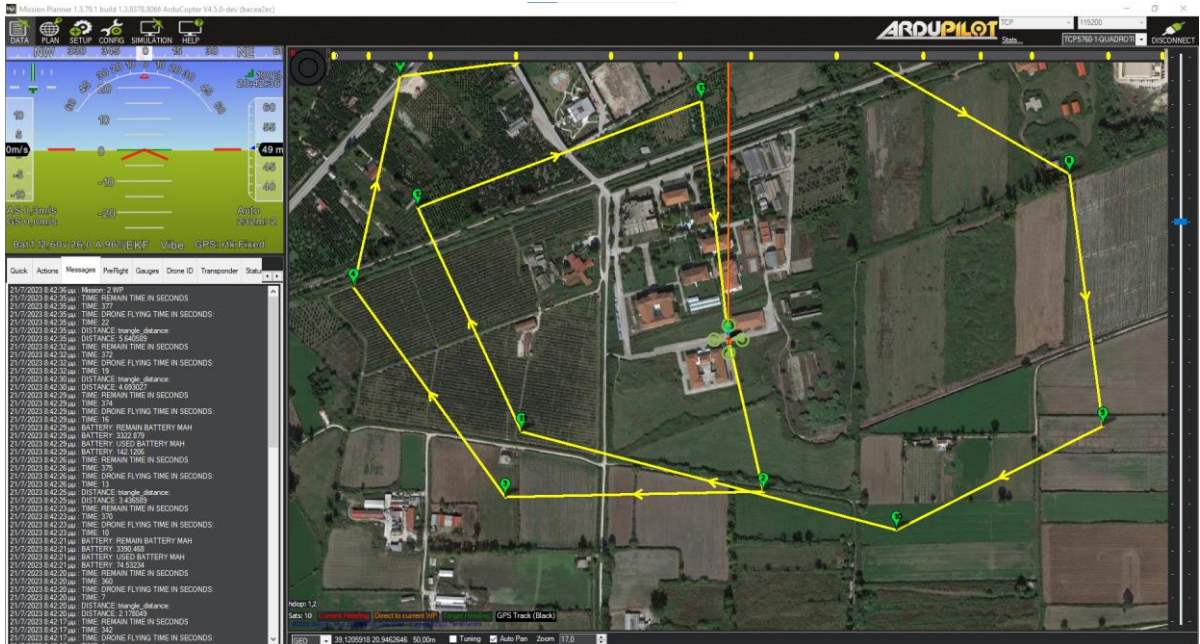 Mission Planner 1.3.79.1 build 1.3.8378.8066 ArduCopter V4.5.0-dev (bacxa2ec)
DATA PLAN SETUP CONFIG SIMULATION HELP
ARDUPILOT
TCP 115200
Stats... TCP5760-1-QUADROT DISCONNECT
NW 330 345 0 15 30 NE
100%
20:42:36
0m/s
49 m
AS 0,3m/s
GS 0,0m/s
Auto
232m>2
Bat1 12,60v 26,0 A 96% EKF Vibe GPS: rtk Fixed
Quick Actions Messages PreFlight Gauges Drone ID Transponder Statu
21/7/2023 8:42:36 μμ : Mission: 2 WP
21/7/2023 8:42:35 μμ : TIME: REMAIN TIME IN SECONDS
21/7/2023 8:42:35 μμ : TIME: 377
21/7/2023 8:42:35 μμ : TIME: DRONE FLYING TIME IN SECONDS:
21/7/2023 8:42:35 μμ : TIME: 22
21/7/2023 8:42:35 μμ : DISTANCE: triangle_distance:
21/7/2023 8:42:35 μμ : DISTANCE: 5.640589
21/7/2023 8:42:32 μμ : TIME: REMAIN TIME IN SECONDS
21/7/2023 8:42:32 μμ : TIME: 372
21/7/2023 8:42:32 μμ : TIME: DRONE FLYING TIME IN SECONDS:
21/7/2023 8:42:32 μμ : TIME: 19
21/7/2023 8:42:30 μμ : DISTANCE: triangle_distance:
21/7/2023 8:42:30 μμ : DISTANCE: 4.693027
21/7/2023 8:42:29 μμ : TIME: REMAIN TIME IN SECONDS
21/7/2023 8:42:29 μμ : TIME: 374
21/7/2023 8:42:29 μμ : TIME: DRONE FLYING TIME IN SECONDS:
21/7/2023 8:42:29 μμ : TIME: 16
21/7/2023 8:42:29 μμ : BATTERY: REMAIN BATTERY MAH
21/7/2023 8:42:29 μμ : BATTERY: 3322.879
21/7/2023 8:42:29 μμ : BATTERY: USED BATTERY MAH
21/7/2023 8:42:29 μμ : BATTERY: 142.1206
21/7/2023 8:42:26 μμ : TIME: REMAIN TIME IN SECONDS
21/7/2023 8:42:26 μμ : TIME: 375
21/7/2023 8:42:26 μμ : TIME: DRONE FLYING TIME IN SECONDS:
21/7/2023 8:42:26 μμ : TIME: 13
21/7/2023 8:42:25 μμ : DISTANCE: triangle_distance:
21/7/2023 8:42:25 μμ : DISTANCE: 3.436589
21/7/2023 8:42:23 μμ : TIME: REMAIN TIME IN SECONDS
21/7/2023 8:42:23 μμ : TIME: 370
21/7/2023 8:42:23 μμ : TIME: DRONE FLYING TIME IN SECONDS:
21/7/2023 8:42:23 μμ : TIME: 10
21/7/2023 8:42:21 μμ : BATTERY: REMAIN BATTERY MAH
21/7/2023 8:42:21 μμ : BATTERY: 3390.468
21/7/2023 8:42:21 μμ : BATTERY: USED BATTERY MAH
21/7/2023 8:42:21 μμ : BATTERY: 74.53234
21/7/2023 8:42:20 μμ : TIME: REMAIN TIME IN SECONDS
21/7/2023 8:42:20 μμ : TIME: 360
21/7/2023 8:42:20 μμ : TIME: DRONE FLYING TIME IN SECONDS:
21/7/2023 8:42:20 μμ : TIME: 7
21/7/2023 8:42:20 μμ : DISTANCE: triangle_distance:
21/7/2023 8:42:20 μμ : DISTANCE: 2.178049
21/7/2023 8:42:17 μμ : TIME: REMAIN TIME IN SECONDS
21/7/2023 8:42:17 μμ : TIME: 342
21/7/2023 8:42:17 μμ : TIME: DRONE FLYING TIME IN SECONDS:
hdop: 1,2
Sats: 10 Current Heading Direct to current WP Target Heading GPS Track (Black)
GEO 39,1205918 20,9462646 50,00m Tuning Auto Pan Zoom 17,0